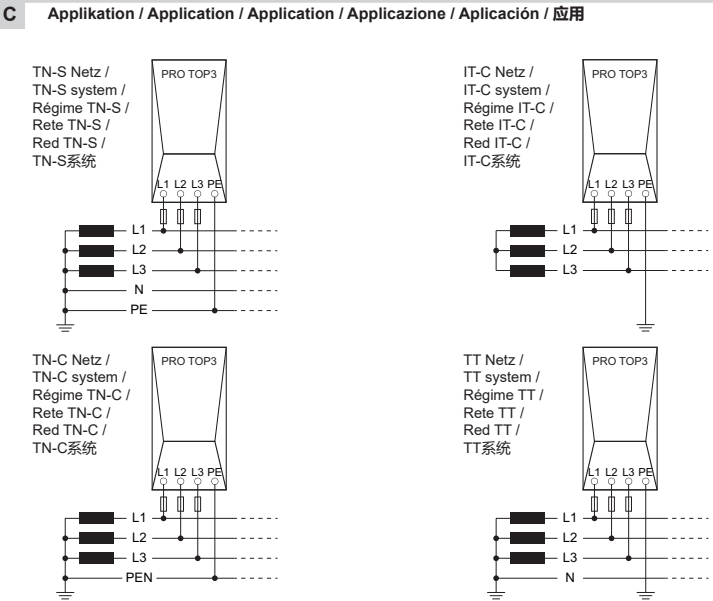 C Applikation / Application / Application / Applicazione / Aplicación / 应用
TN-S Netz /
TN-S system /
Régime TN-S /
Rete TN-S /
Red TN-S /
TN-S系统
PRO TOP3
L1 L2 L3 PE
L1
L2
L3
N
PE
IT-C Netz /
IT-C system /
Régime IT-C /
Rete IT-C /
Red IT-C /
IT-C系统
PRO TOP3
L1 L2 L3 PE
L1
L2
L3
TN-C Netz /
TN-C system /
Régime TN-C /
Rete TN-C /
Red TN-C /
TN-C系统
PRO TOP3
L1 L2 L3 PE
L1
L2
L3
PEN
TT Netz /
TT system /
Régime TT /
Rete TT /
Red TT /
TT系统
PRO TOP3
L1 L2 L3 PE
L1
L2
L3
N